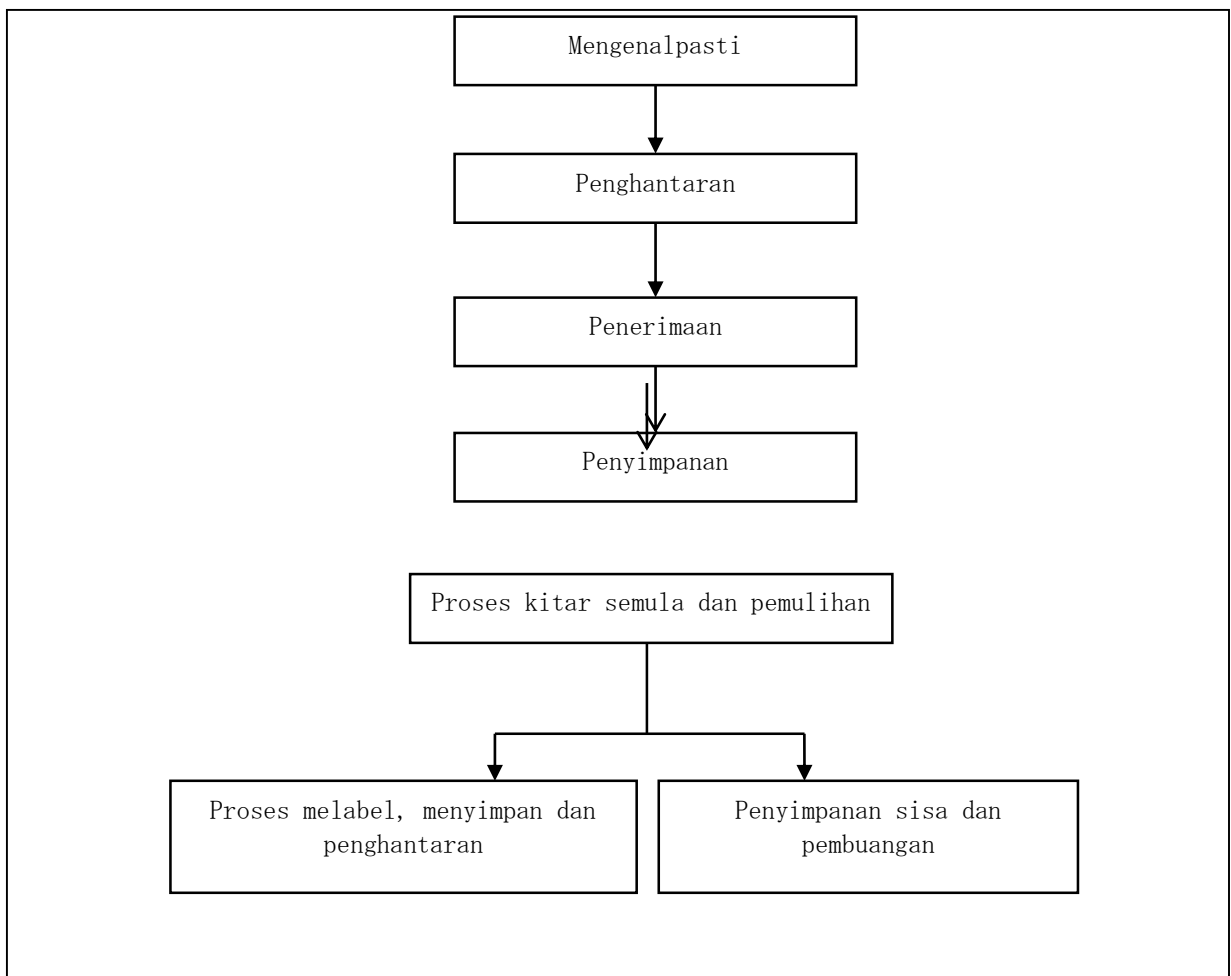 Mengenalpasti
Penghantaran
Penerimaan
Penyimpanan
Proses kitar semula dan pemulihan
Proses melabel, menyimpan dan
penghantaran
Penyimpanan sisa dan
pembuangan